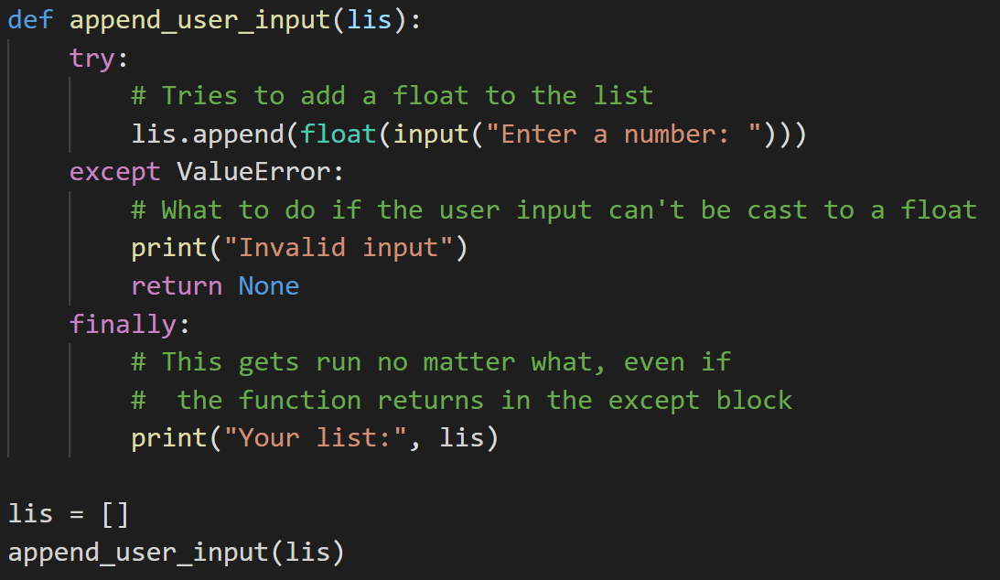 def append_user_input(lis):
    try:
        # Tries to add a float to the list
        lis.append(float(input("Enter a number: ")))
    except ValueError:
        # What to do if the user input can't be cast to a float
        print("Invalid input")
        return None
    finally:
        # This gets run no matter what, even if
        #  the function returns in the except block
        print("Your list:", lis)

lis = []
append_user_input(lis)